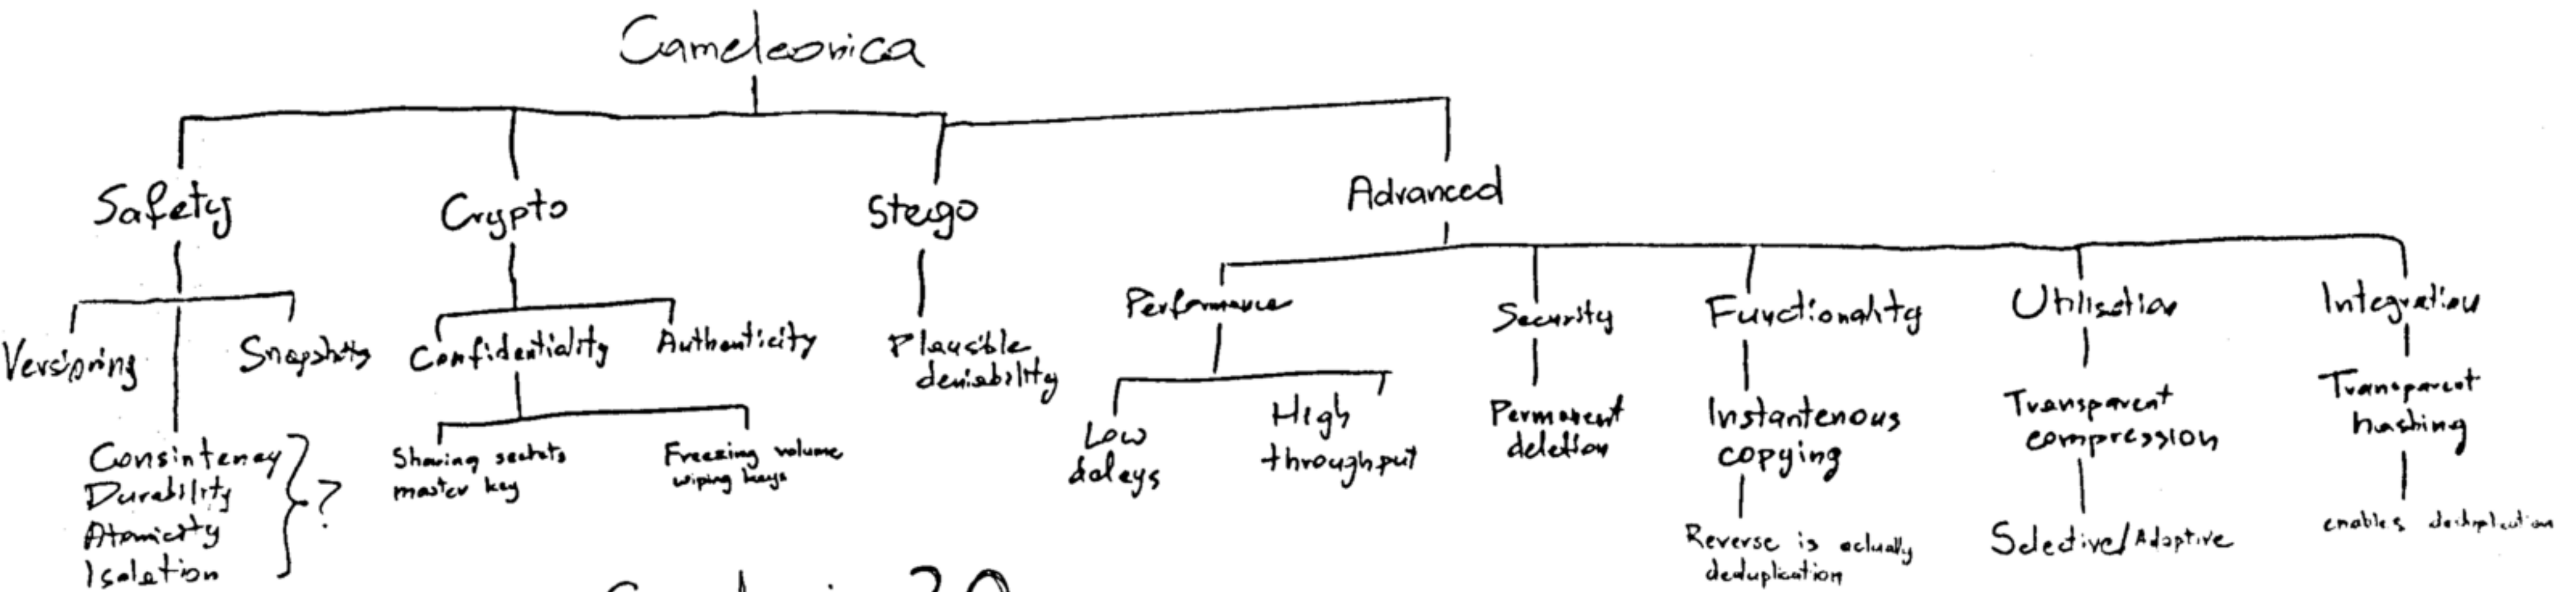 Cameleonica
Safety
Crypto
Stego
Advanced
Versioning
Snapshots
Confidentiality
Authenticity
Plausible
deniability
Performance
Security
Functionality
Utilisation
Integration
Consintency
Durability
Atomicity
Isolation
?
Sharing secrets
master key
Freezing volume
wiping keys
Low
delays
High
throughput
Permanent
deletion
Instantenous
copying
Reverse is actually
deduplication
Transparent
compression
Selective/Adaptive
Transparent
hashing
enables deduplication